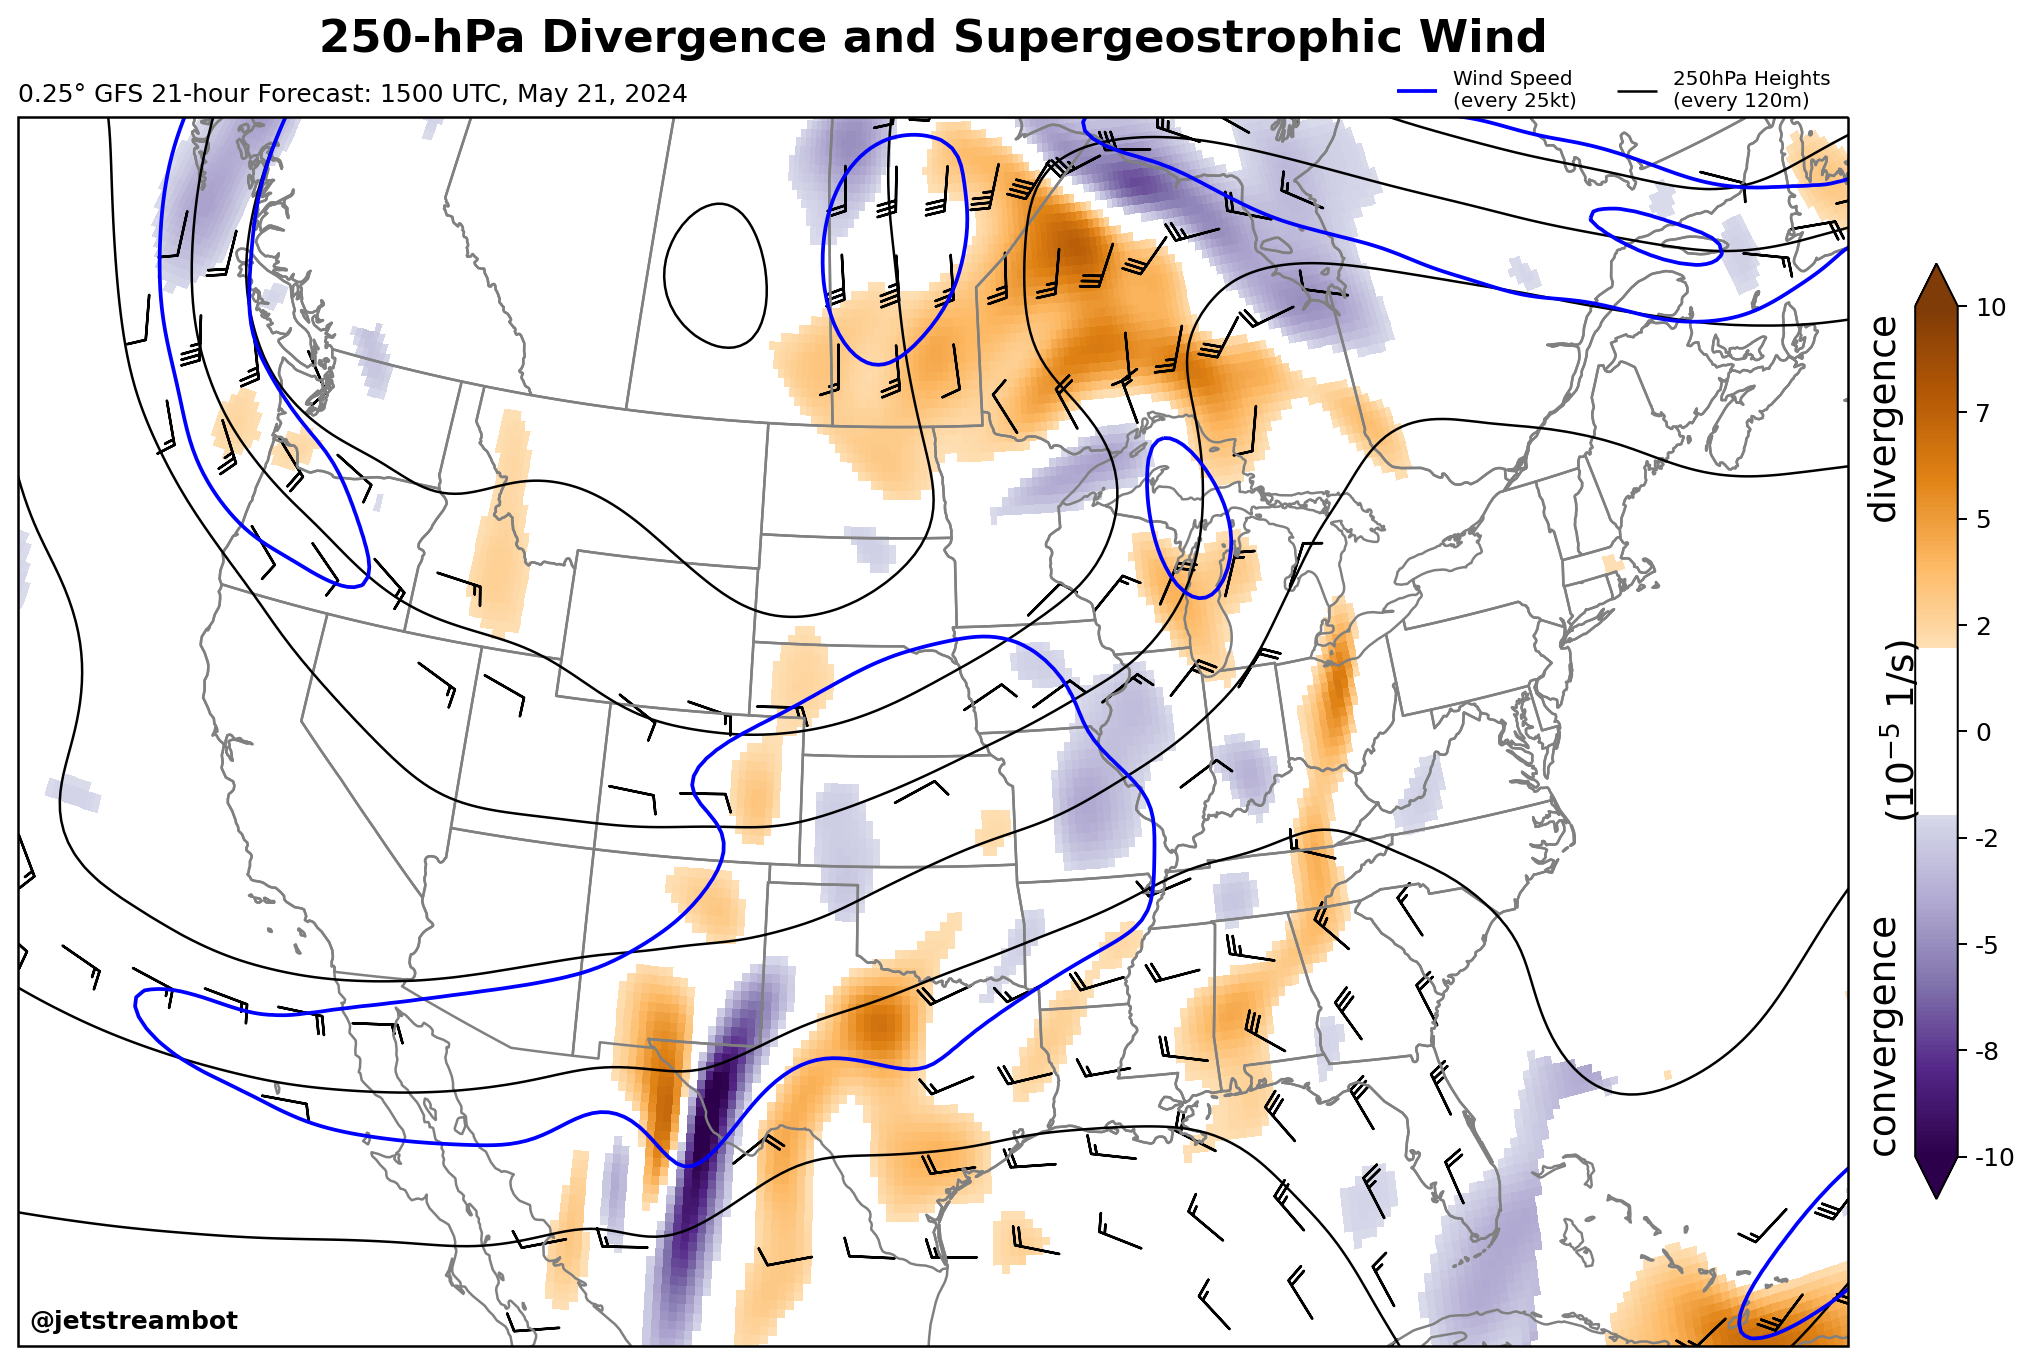 250-hPa Divergence and Supergeostrophic Wind
0.25° GFS 21-hour Forecast: 1500 UTC, May 21, 2024
Wind Speed
(every 25kt)
250hPa Heights
(every 120m)
10
7
5
2
0
-2
-5
-8
-10
divergence
(10⁻⁵ 1/s)
convergence
@jetstreambot